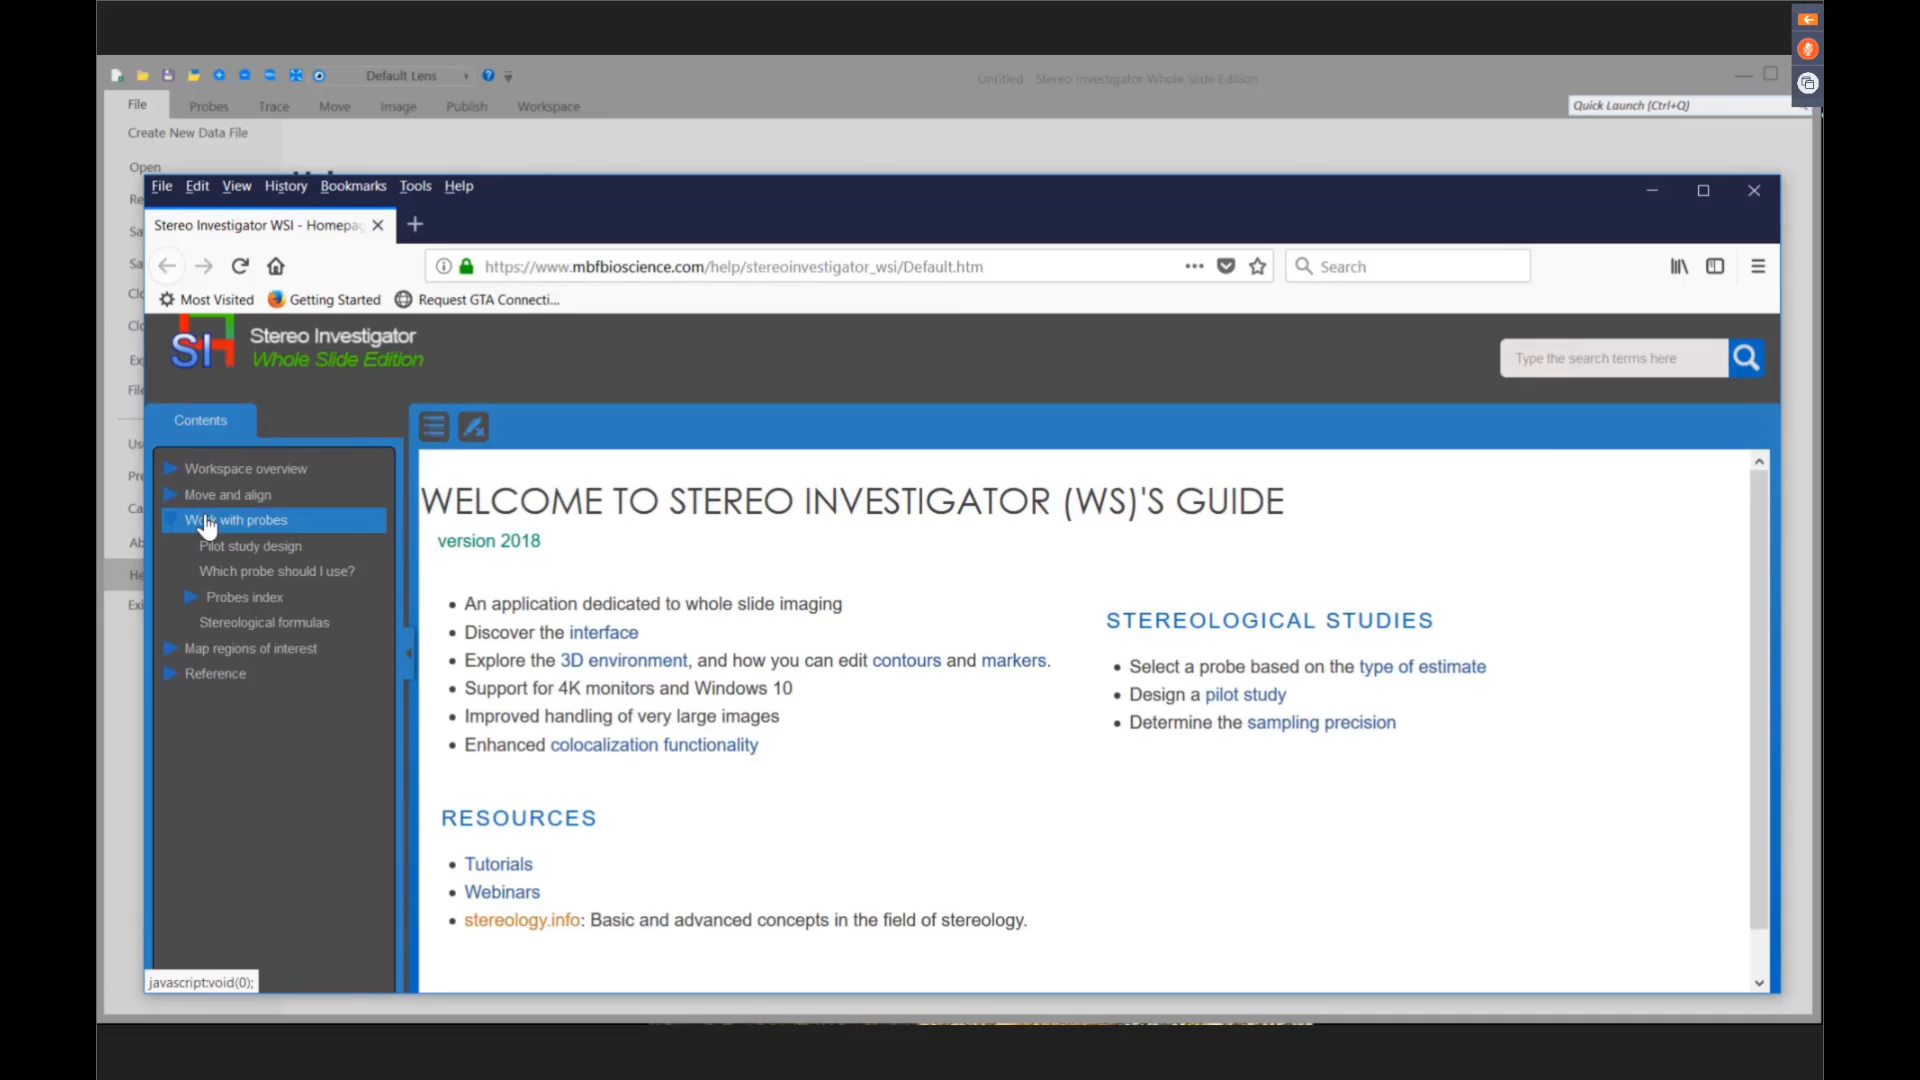 Default Lens
Untitled - Stereo Investigator Whole Slide Edition
File Probes Trace Move Image Publish Workspace
Quick Launch (Ctrl+Q)
Create New Data File
Open
File Edit View History Bookmarks Tools Help
Stereo Investigator WSI - Homepag
https://www.mbfbioscience.com/help/stereoinvestigator_wsi/Default.htm
Search
Most Visited Getting Started Request GTA Connecti...
SI
Stereo Investigator
Whole Slide Edition
Type the search terms here
Contents
Workspace overview
Move and align
Work with probes
Pilot study design
Which probe should I use?
Probes index
Stereological formulas
Map regions of interest
Reference
WELCOME TO STEREO INVESTIGATOR (WS)'S GUIDE
version 2018
• An application dedicated to whole slide imaging
• Discover the interface
• Explore the 3D environment, and how you can edit contours and markers.
• Support for 4K monitors and Windows 10
• Improved handling of very large images
• Enhanced colocalization functionality
STEREOLOGICAL STUDIES
• Select a probe based on the type of estimate
• Design a pilot study
• Determine the sampling precision
RESOURCES
• Tutorials
• Webinars
• stereology.info: Basic and advanced concepts in the field of stereology.
javascript:void(0);